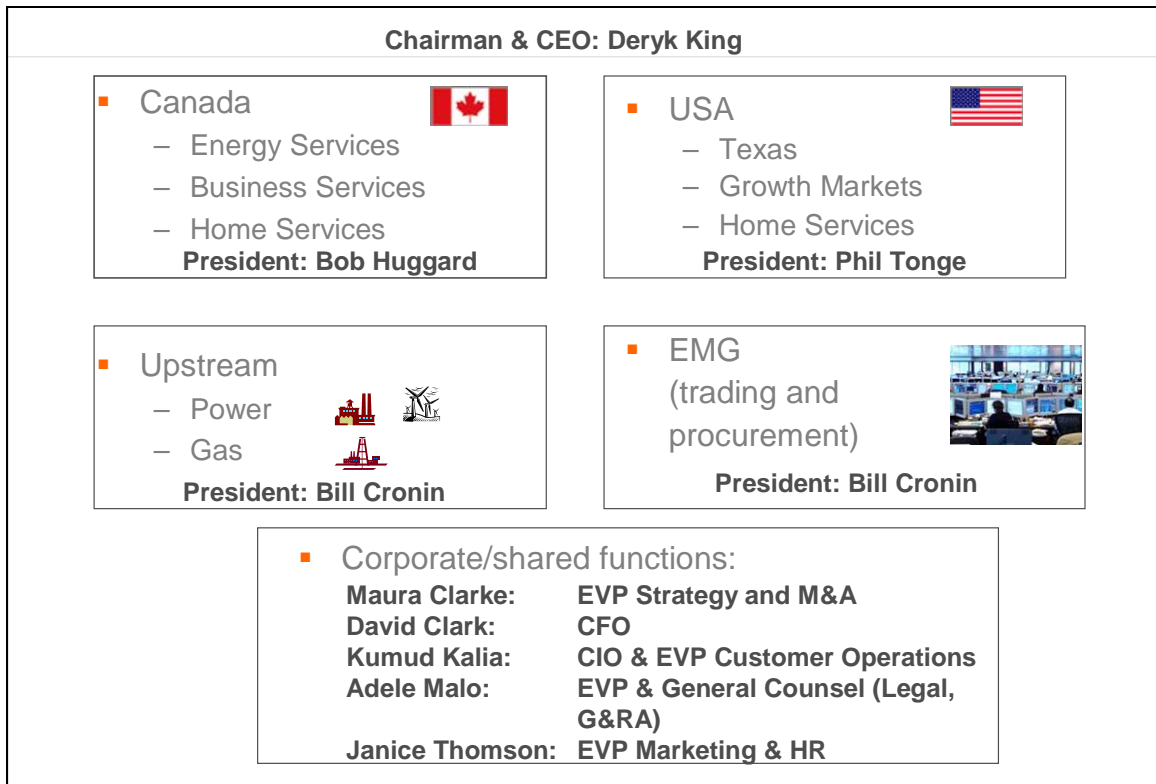 Chairman & CEO: Deryk King
▪ Canada
– Energy Services
– Business Services
– Home Services
President: Bob Huggard
▪ USA
– Texas
– Growth Markets
– Home Services
President: Phil Tonge
▪ Upstream
– Power
– Gas
President: Bill Cronin
▪ EMG
(trading and
procurement)
President: Bill Cronin
▪ Corporate/shared functions:
Maura Clarke: EVP Strategy and M&A
David Clark: CFO
Kumud Kalia: CIO & EVP Customer Operations
Adele Malo: EVP & General Counsel (Legal,
G&RA)
Janice Thomson: EVP Marketing & HR